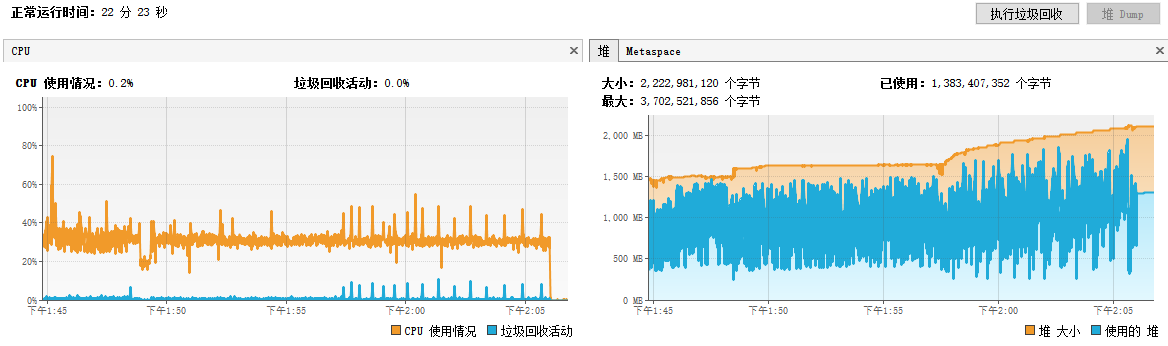 正常运行时间: 22 分 23 秒
执行垃圾回收
堆 Dump
CPU
堆
Metaspace
CPU 使用情况: 0.2%
垃圾回收活动: 0.0%
100%
80%
60%
40%
20%
0%
下午1:45
下午1:50
下午1:55
下午2:00
下午2:05
CPU 使用情况
垃圾回收活动
大小: 2,222,981,120 个字节
已使用: 1,383,407,352 个字节
最大: 3,702,521,856 个字节
2,000 MB
1,500 MB
1,000 MB
500 MB
0 MB
下午1:45
下午1:50
下午1:55
下午2:00
下午2:05
堆 大小
使用的 堆